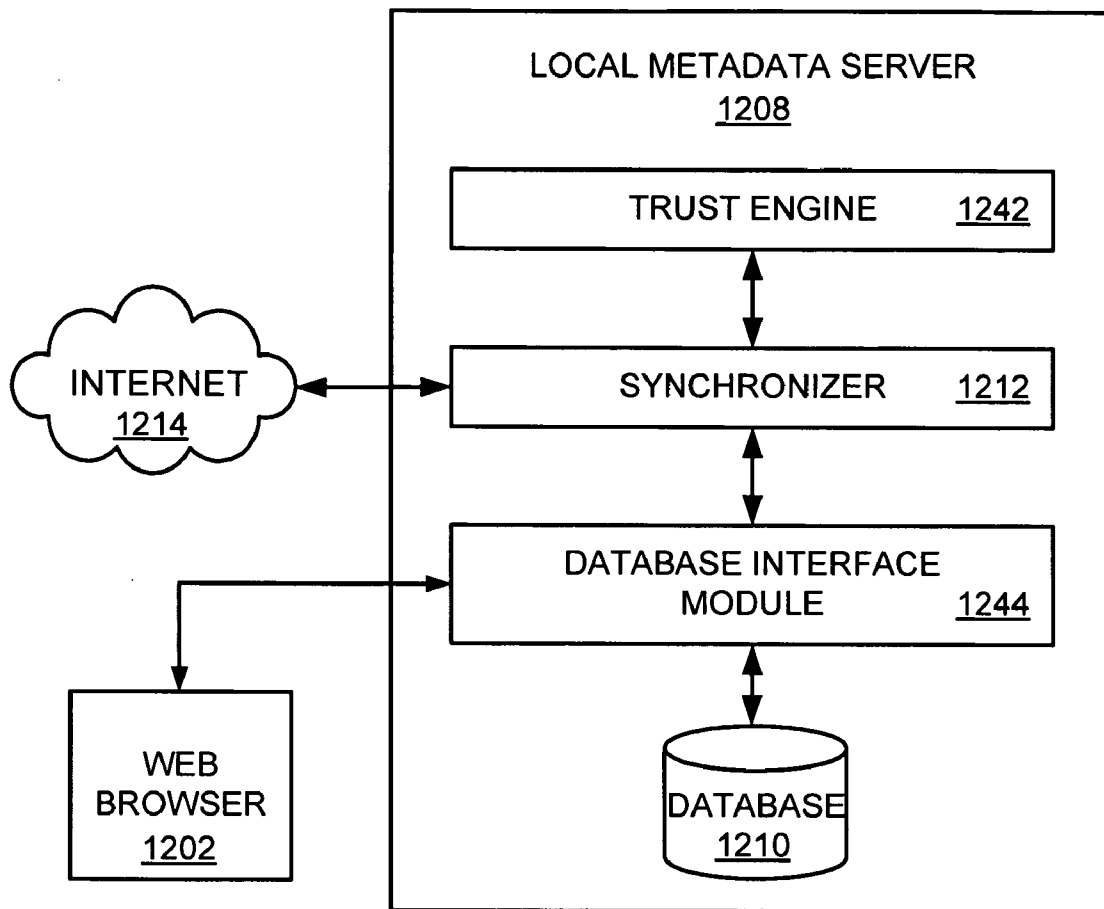 LOCAL METADATA SERVER
1208
TRUST ENGINE 1242
INTERNET
1214
SYNCHRONIZER 1212
DATABASE INTERFACE
MODULE 1244
WEB
BROWSER
1202
DATABASE
1210